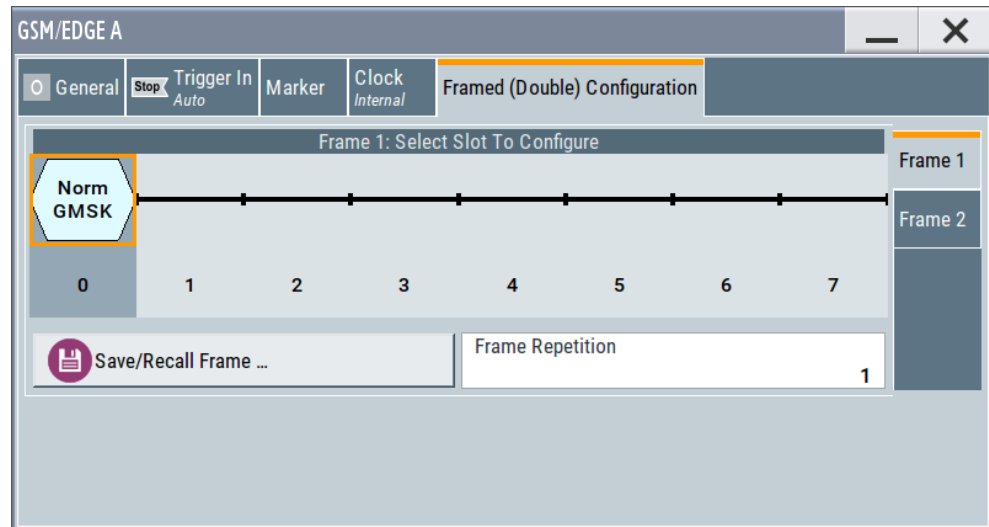 GSM/EDGE A
O General
Stop Trigger In
Auto
Marker
Clock
Internal
Framed (Double) Configuration
Frame 1: Select Slot To Configure
Frame 1
Frame 2
Norm
GMSK
0 1 2 3 4 5 6 7
Save/Recall Frame ...
Frame Repetition
1